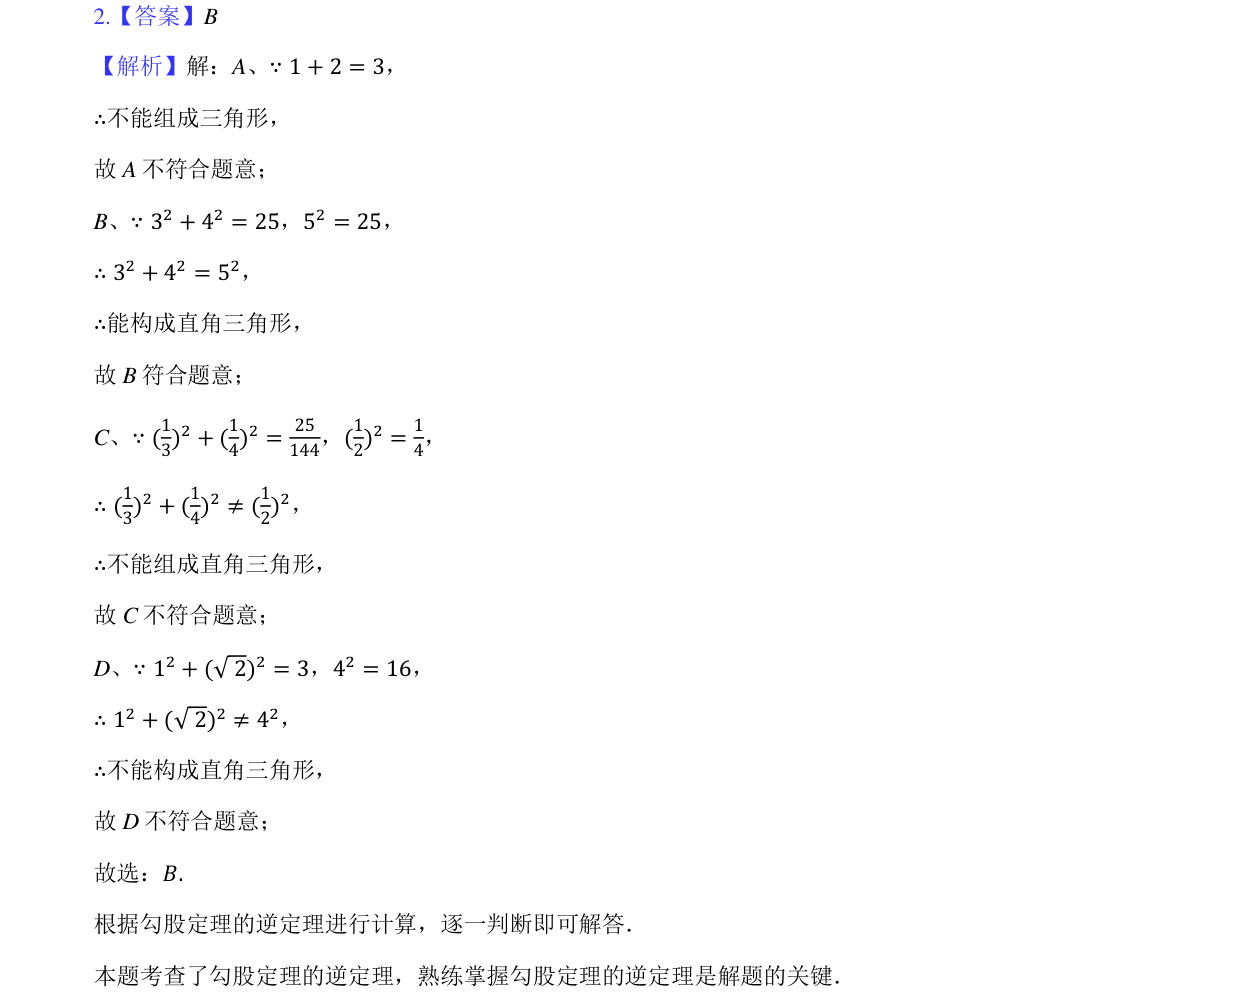 2.【答案】B
【解析】解：A、∵ 1 + 2 = 3，
∴不能组成三角形，
故 A 不符合题意；
B、∵ 3² + 4² = 25，5² = 25，
∴ 3² + 4² = 5²，
∴能构成直角三角形，
故 B 符合题意；
C、∵ (1/3)² + (1/4)² = 25/144，(1/2)² = 1/4，
∴ (1/3)² + (1/4)² ≠ (1/2)²，
∴不能组成直角三角形，
故 C 不符合题意；
D、∵ 1² + (√2)² = 3，4² = 16，
∴ 1² + (√2)² ≠ 4²，
∴不能构成直角三角形，
故 D 不符合题意；
故选：B．
根据勾股定理的逆定理进行计算，逐一判断即可解答．
本题考查了勾股定理的逆定理，熟练掌握勾股定理的逆定理是解题的关键．